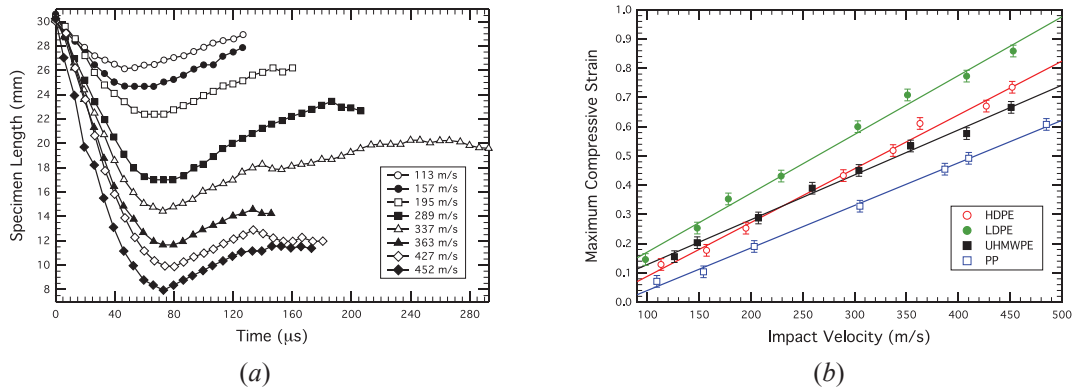 Specimen Length (mm)
30
28
26
24
22
20
18
16
14
12
10
8
0
40
80
120
160
200
240
280
Time (μs)
113 m/s
157 m/s
195 m/s
289 m/s
337 m/s
363 m/s
427 m/s
452 m/s
(a)
Maximum Compressive Strain
1.0
0.9
0.8
0.7
0.6
0.5
0.4
0.3
0.2
0.1
0.0
100
150
200
250
300
350
400
450
500
Impact Velocity (m/s)
HDPE
LDPE
UHMWPE
PP
(b)